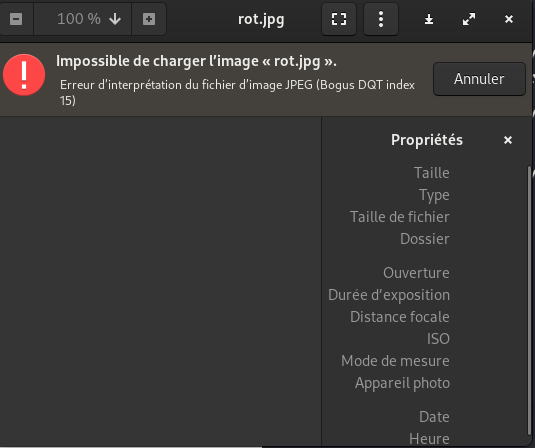 100 %
rot.jpg
Impossible de charger l'image « rot.jpg ».
Erreur d'interprétation du fichier d'image JPEG (Bogus DQT index
15)
Annuler
Propriétés
Taille
Type
Taille de fichier
Dossier
Ouverture
Durée d'exposition
Distance focale
ISO
Mode de mesure
Appareil photo
Date
Heure